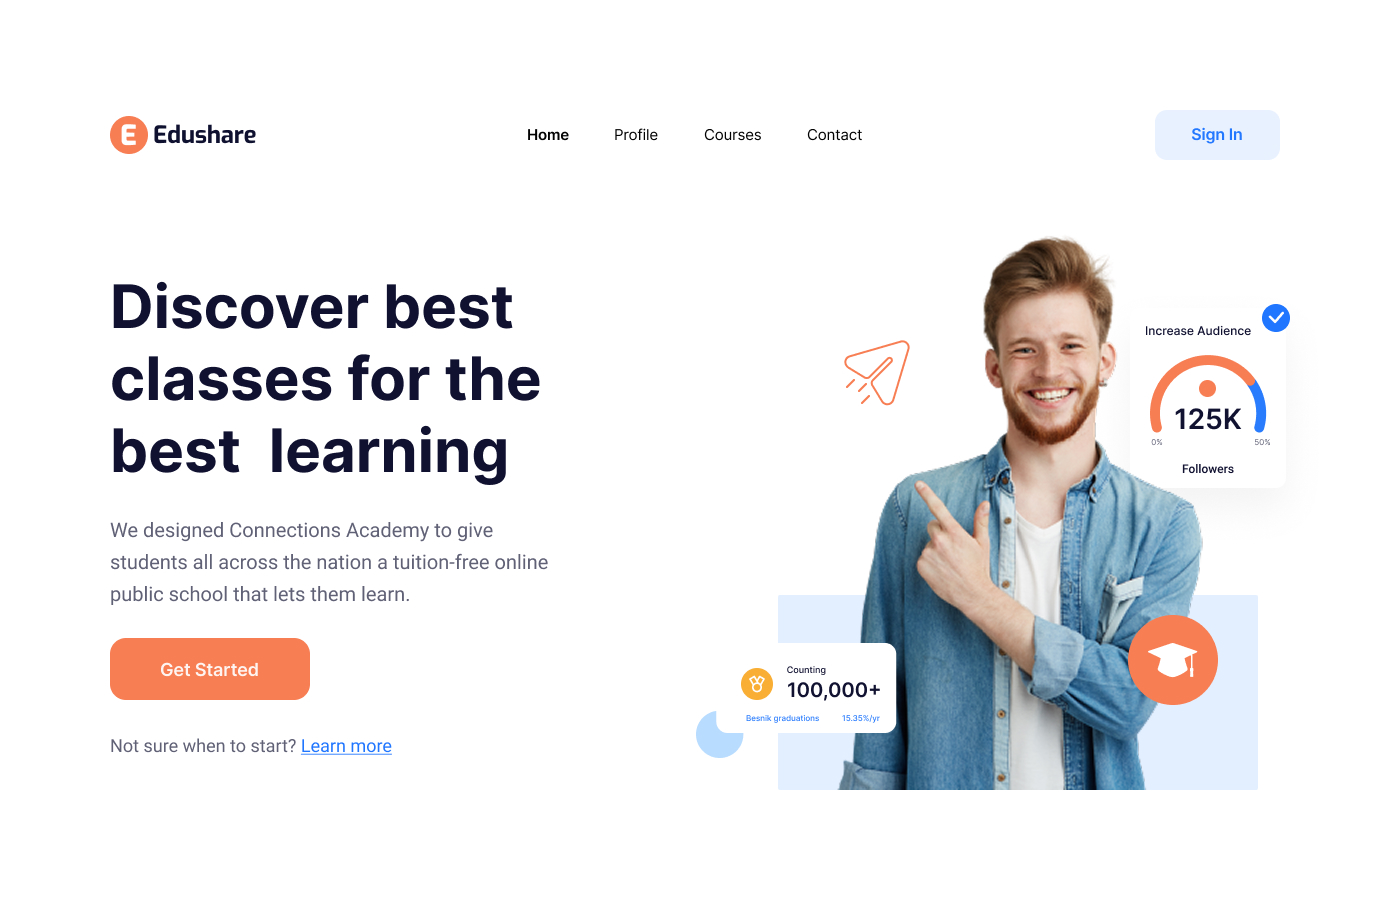 E Edushare
Home Profile Courses Contact
Sign In
Discover best
classes for the
best  learning
We designed Connections Academy to give
students all across the nation a tuition-free online
public school that lets them learn.
Get Started
Not sure when to start? Learn more
Increase Audience
125K
0% 50%
Followers
Counting
100,000+
Besnik graduations 15.35%/yr